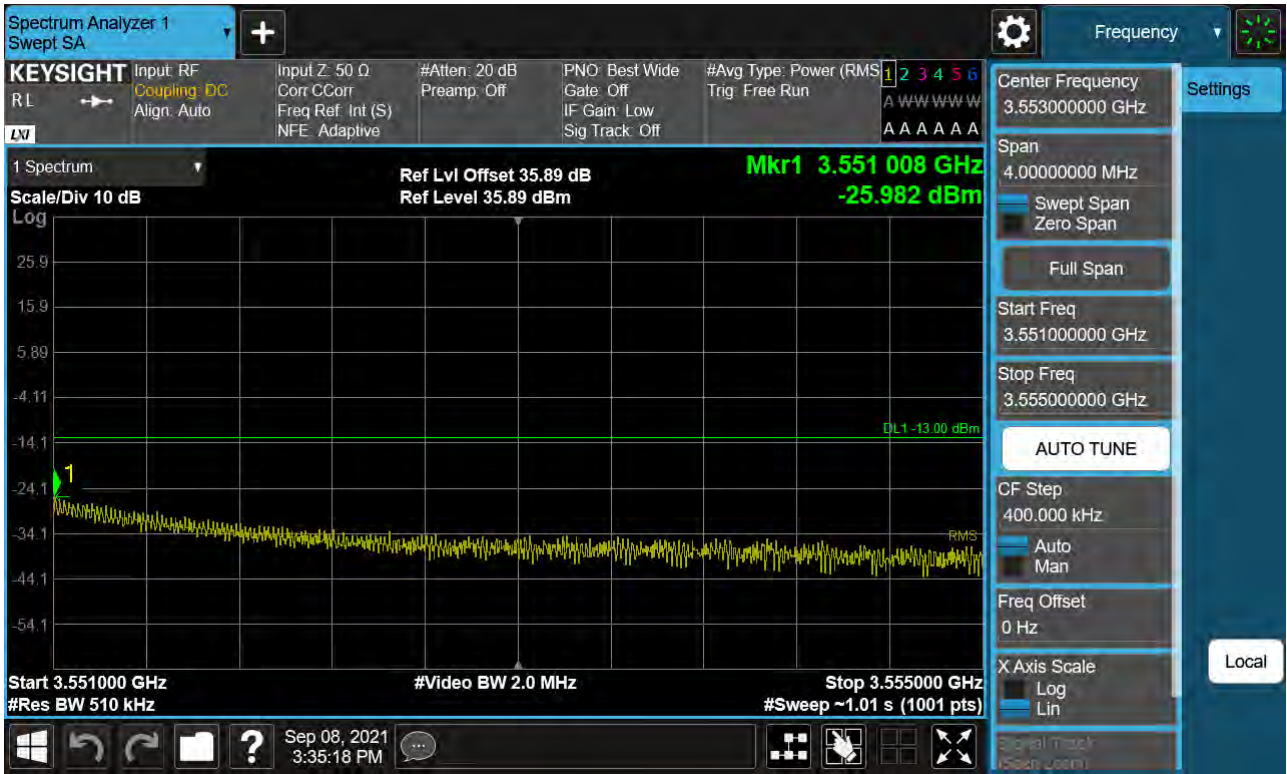 Spectrum Analyzer 1
Swept SA
+
Frequency
KEYSIGHT
RL
LXI
Input: RF
Coupling: DC
Align: Auto
Input Z: 50 Ω
Corr CCorr
Freq Ref: Int (S)
NFE: Adaptive
#Atten: 20 dB
Preamp: Off
PNO: Best Wide
Gate: Off
IF Gain: Low
Sig Track: Off
#Avg Type: Power (RMS
Trig: Free Run
1 2 3 4 5 6
A W W W W W
A A A A A A
1 Spectrum
Scale/Div 10 dB
Log
Ref Lvl Offset 35.89 dB
Ref Level 35.89 dBm
Mkr1 3.551 008 GHz
-25.982 dBm
25.9
15.9
5.89
-4.11
-14.1
-24.1
-34.1
-44.1
-54.1
DL1 -13.00 dBm
1
RMS
Start 3.551000 GHz
#Res BW 510 kHz
#Video BW 2.0 MHz
Stop 3.555000 GHz
#Sweep ~1.01 s (1001 pts)
Center Frequency
3.553000000 GHz
Span
4.00000000 MHz
Swept Span
Zero Span
Full Span
Start Freq
3.551000000 GHz
Stop Freq
3.555000000 GHz
AUTO TUNE
CF Step
400.000 kHz
Auto
Man
Freq Offset
0 Hz
X Axis Scale
Log
Lin
Signal Track
(Span Zoom)
Settings
Local
?
Sep 08, 2021
3:35:18 PM